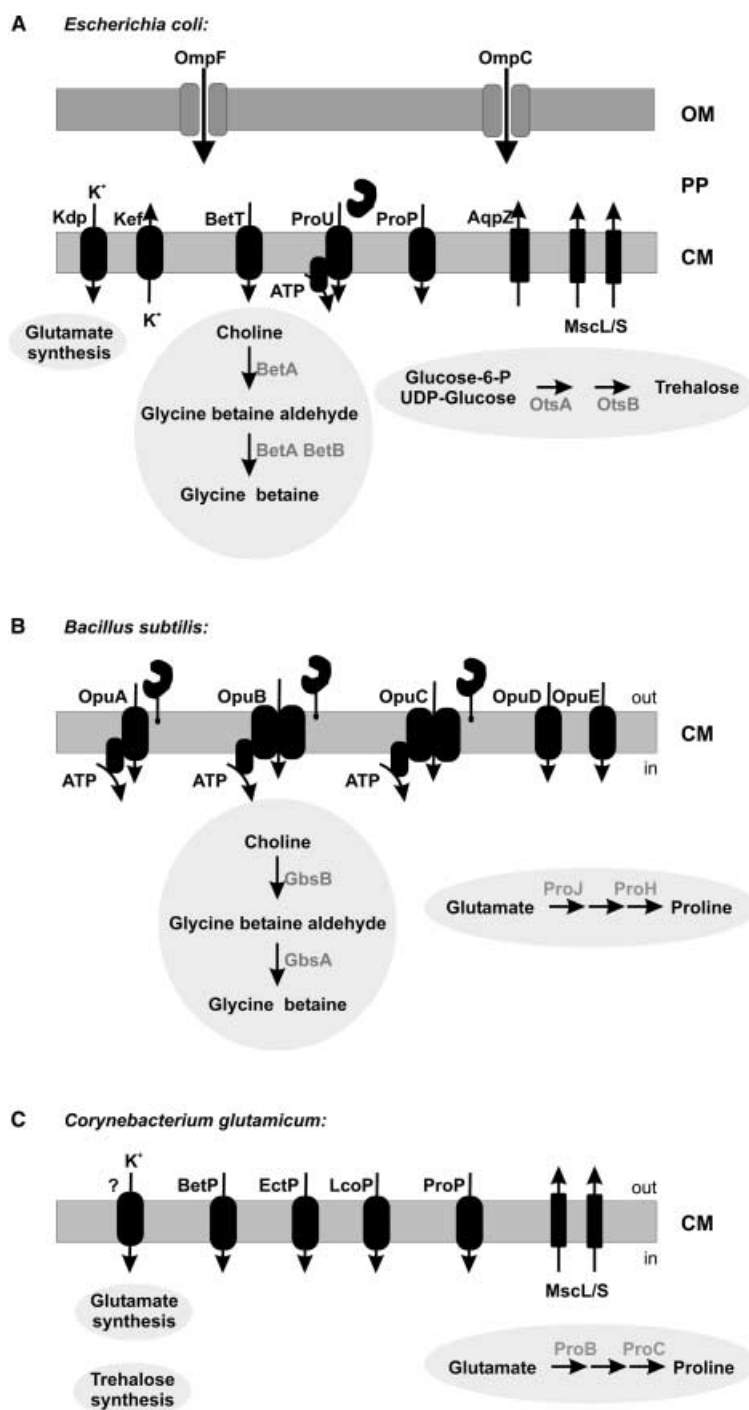 A Escherichia coli:
OmpF OmpC
OM
PP
K+
Kdp Kef BetT ProU ProP AqpZ
CM
ATP
K+
MscL/S
Glutamate
synthesis
Choline
BetA
Glycine betaine aldehyde
BetA BetB
Glycine betaine
Glucose-6-P
UDP-Glucose
Trehalose
OtsA OtsB
B Bacillus subtilis:
OpuA OpuB OpuC OpuD OpuE out
CM
in
ATP ATP ATP
Choline
GbsB
Glycine betaine aldehyde
GbsA
Glycine betaine
ProJ ProH
Glutamate Proline
C Corynebacterium glutamicum:
K+
? BetP EctP LcoP ProP out
CM
in
MscL/S
Glutamate
synthesis
Trehalose
synthesis
ProB ProC
Glutamate Proline